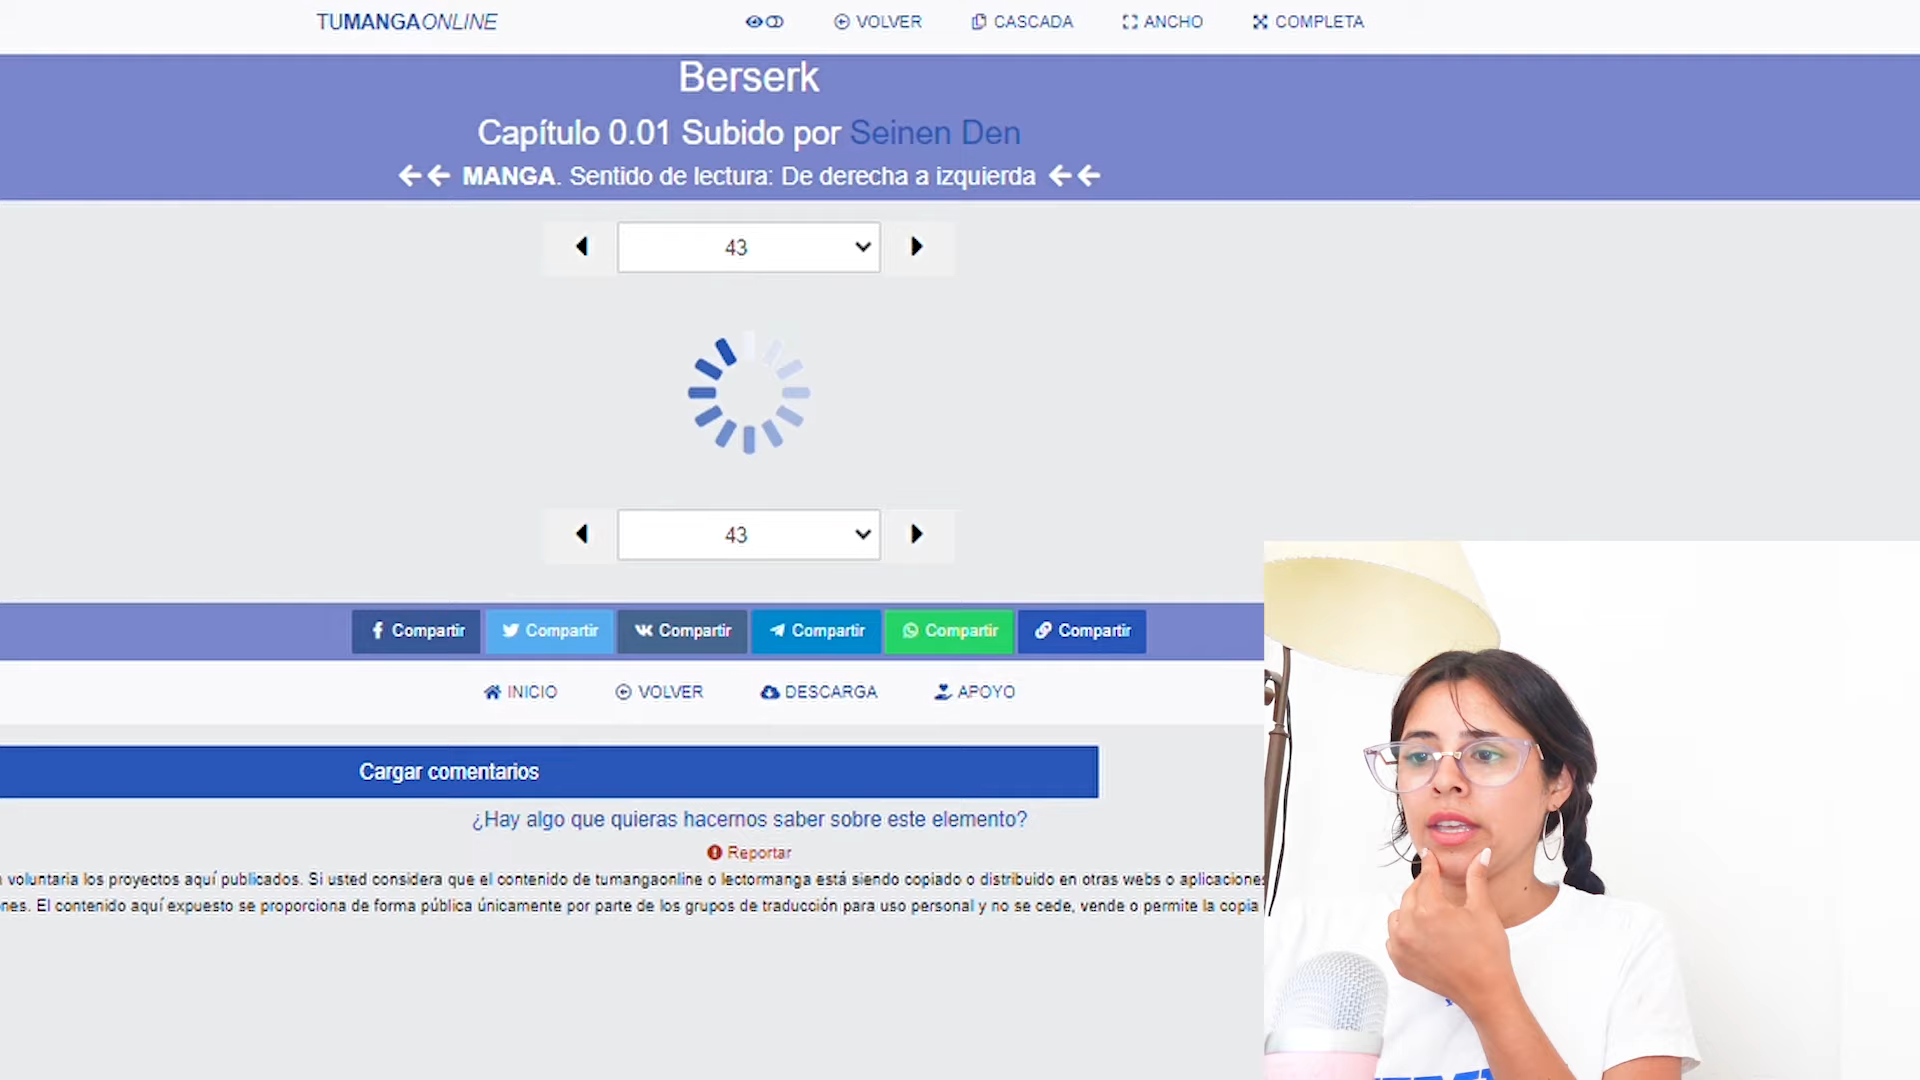 TUMANGAONLINE
VOLVER
CASCADA
ANCHO
COMPLETA
Berserk
Capítulo 0.01 Subido por Seinen Den
MANGA. Sentido de lectura: De derecha a izquierda
43
43
Compartir
Compartir
Compartir
Compartir
Compartir
Compartir
INICIO
VOLVER
DESCARGA
APOYO
Cargar comentarios
¿Hay algo que quieras hacernos saber sobre este elemento?
Reportar
voluntaria los proyectos aquí publicados. Si usted considera que el contenido de tumangaonline o lectormanga está siendo copiado o distribuido en otras webs o aplicaciones
nes. El contenido aquí expuesto se proporciona de forma pública únicamente por parte de los grupos de traducción para uso personal y no se cede, vende o permite la copia